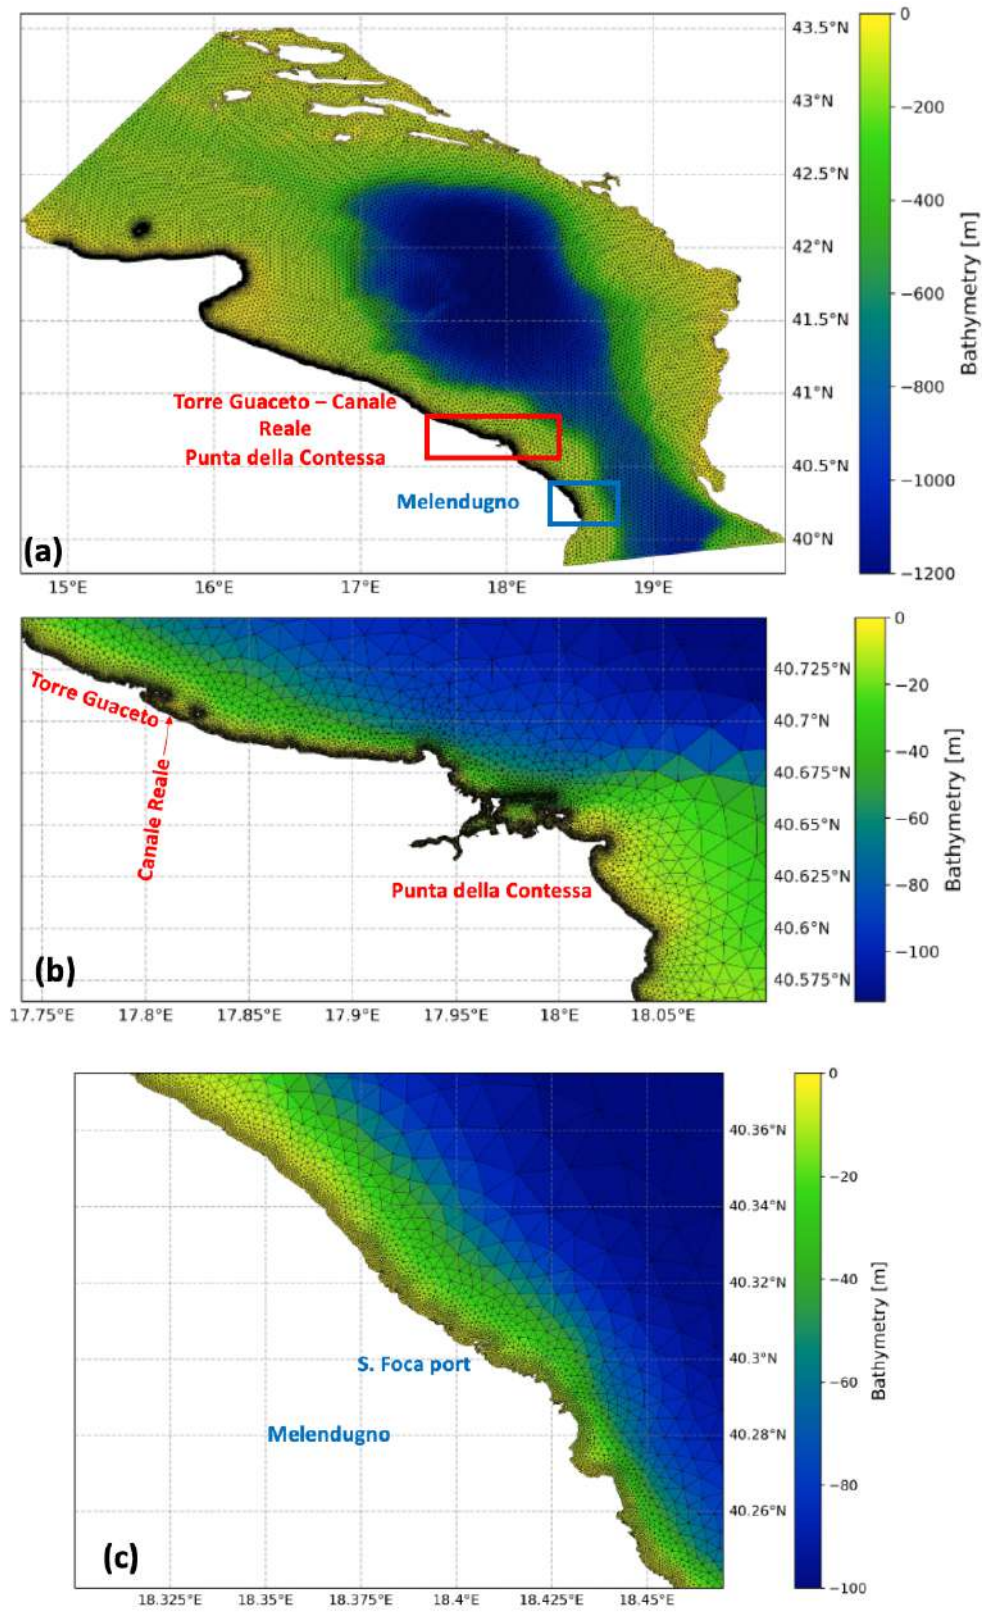 0
43.5°N
43°N
−200
42.5°N
−400
42°N
−600
41.5°N
Bathymetry [m]
41°N
−800
Torre Guaceto – Canale
Reale
Punta della Contessa
40.5°N
−1000
Melendugno
40°N
(a)
−1200
15°E 16°E 17°E 18°E 19°E
0
40.725°N
−20
Torre Guaceto
40.7°N
−40
40.675°N
Canale Reale
40.65°N
−60
Bathymetry [m]
Punta della Contessa
40.625°N
−80
40.6°N
−100
(b)
40.575°N
17.75°E 17.8°E 17.85°E 17.9°E 17.95°E 18°E 18.05°E
0
40.36°N
−20
40.34°N
40.32°N
−40
S. Foca port
40.3°N
−60
Bathymetry [m]
Melendugno
40.28°N
−80
40.26°N
(c)
−100
18.325°E 18.35°E 18.375°E 18.4°E 18.425°E 18.45°E